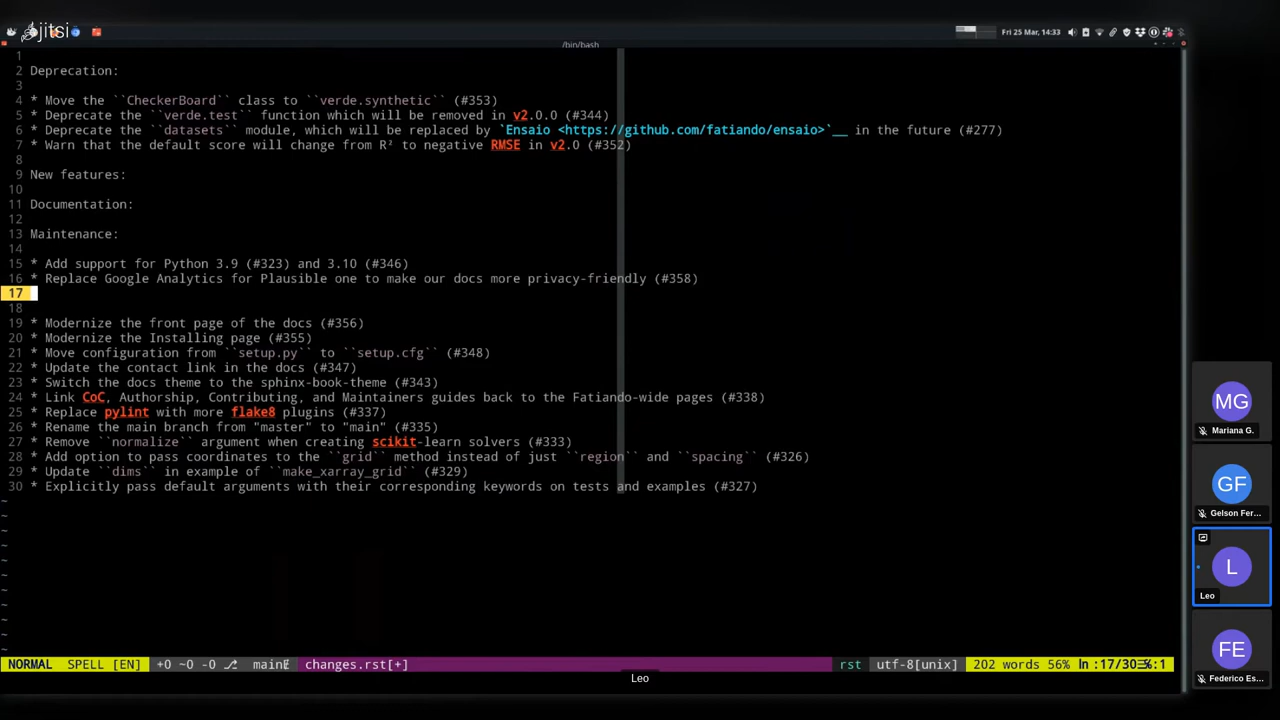 jitsi
Fri 25 Mar, 14:33
/bin/bash
1
2 Deprecation:
3
4 * Move the ``CheckerBoard`` class to ``verde.synthetic`` (#353)
5 * Deprecate the ``verde.test`` function which will be removed in v2.0.0 (#344)
6 * Deprecate the ``datasets`` module, which will be replaced by `Ensaio <https://github.com/fatiando/ensaio>`__ in the future (#277)
7 * Warn that the default score will change from R² to negative RMSE in v2.0 (#352)
8
9 New features:
10
11 Documentation:
12
13 Maintenance:
14
15 * Add support for Python 3.9 (#323) and 3.10 (#346)
16 * Replace Google Analytics for Plausible one to make our docs more privacy-friendly (#358)
17
18
19 * Modernize the front page of the docs (#356)
20 * Modernize the Installing page (#355)
21 * Move configuration from ``setup.py`` to ``setup.cfg`` (#348)
22 * Update the contact link in the docs (#347)
23 * Switch the docs theme to the sphinx-book-theme (#343)
24 * Link CoC, Authorship, Contributing, and Maintainers guides back to the Fatiando-wide pages (#338)
25 * Replace pylint with more flake8 plugins (#337)
26 * Rename the main branch from "master" to "main" (#335)
27 * Remove ``normalize`` argument when creating scikit-learn solvers (#333)
28 * Add option to pass coordinates to the ``grid`` method instead of just ``region`` and ``spacing`` (#326)
29 * Update ``dims`` in example of ``make_xarray_grid`` (#329)
30 * Explicitly pass default arguments with their corresponding keywords on tests and examples (#327)
~
~
~
~
~
~
~
~
~
~
NORMAL SPELL [EN] +0 ~0 -0 changes.rst[+] rst utf-8[unix] 202 words 56% :17/30
Leo
MG
Mariana G.
GF
Gelson Fer...
L
Leo
FE
Federico Es...